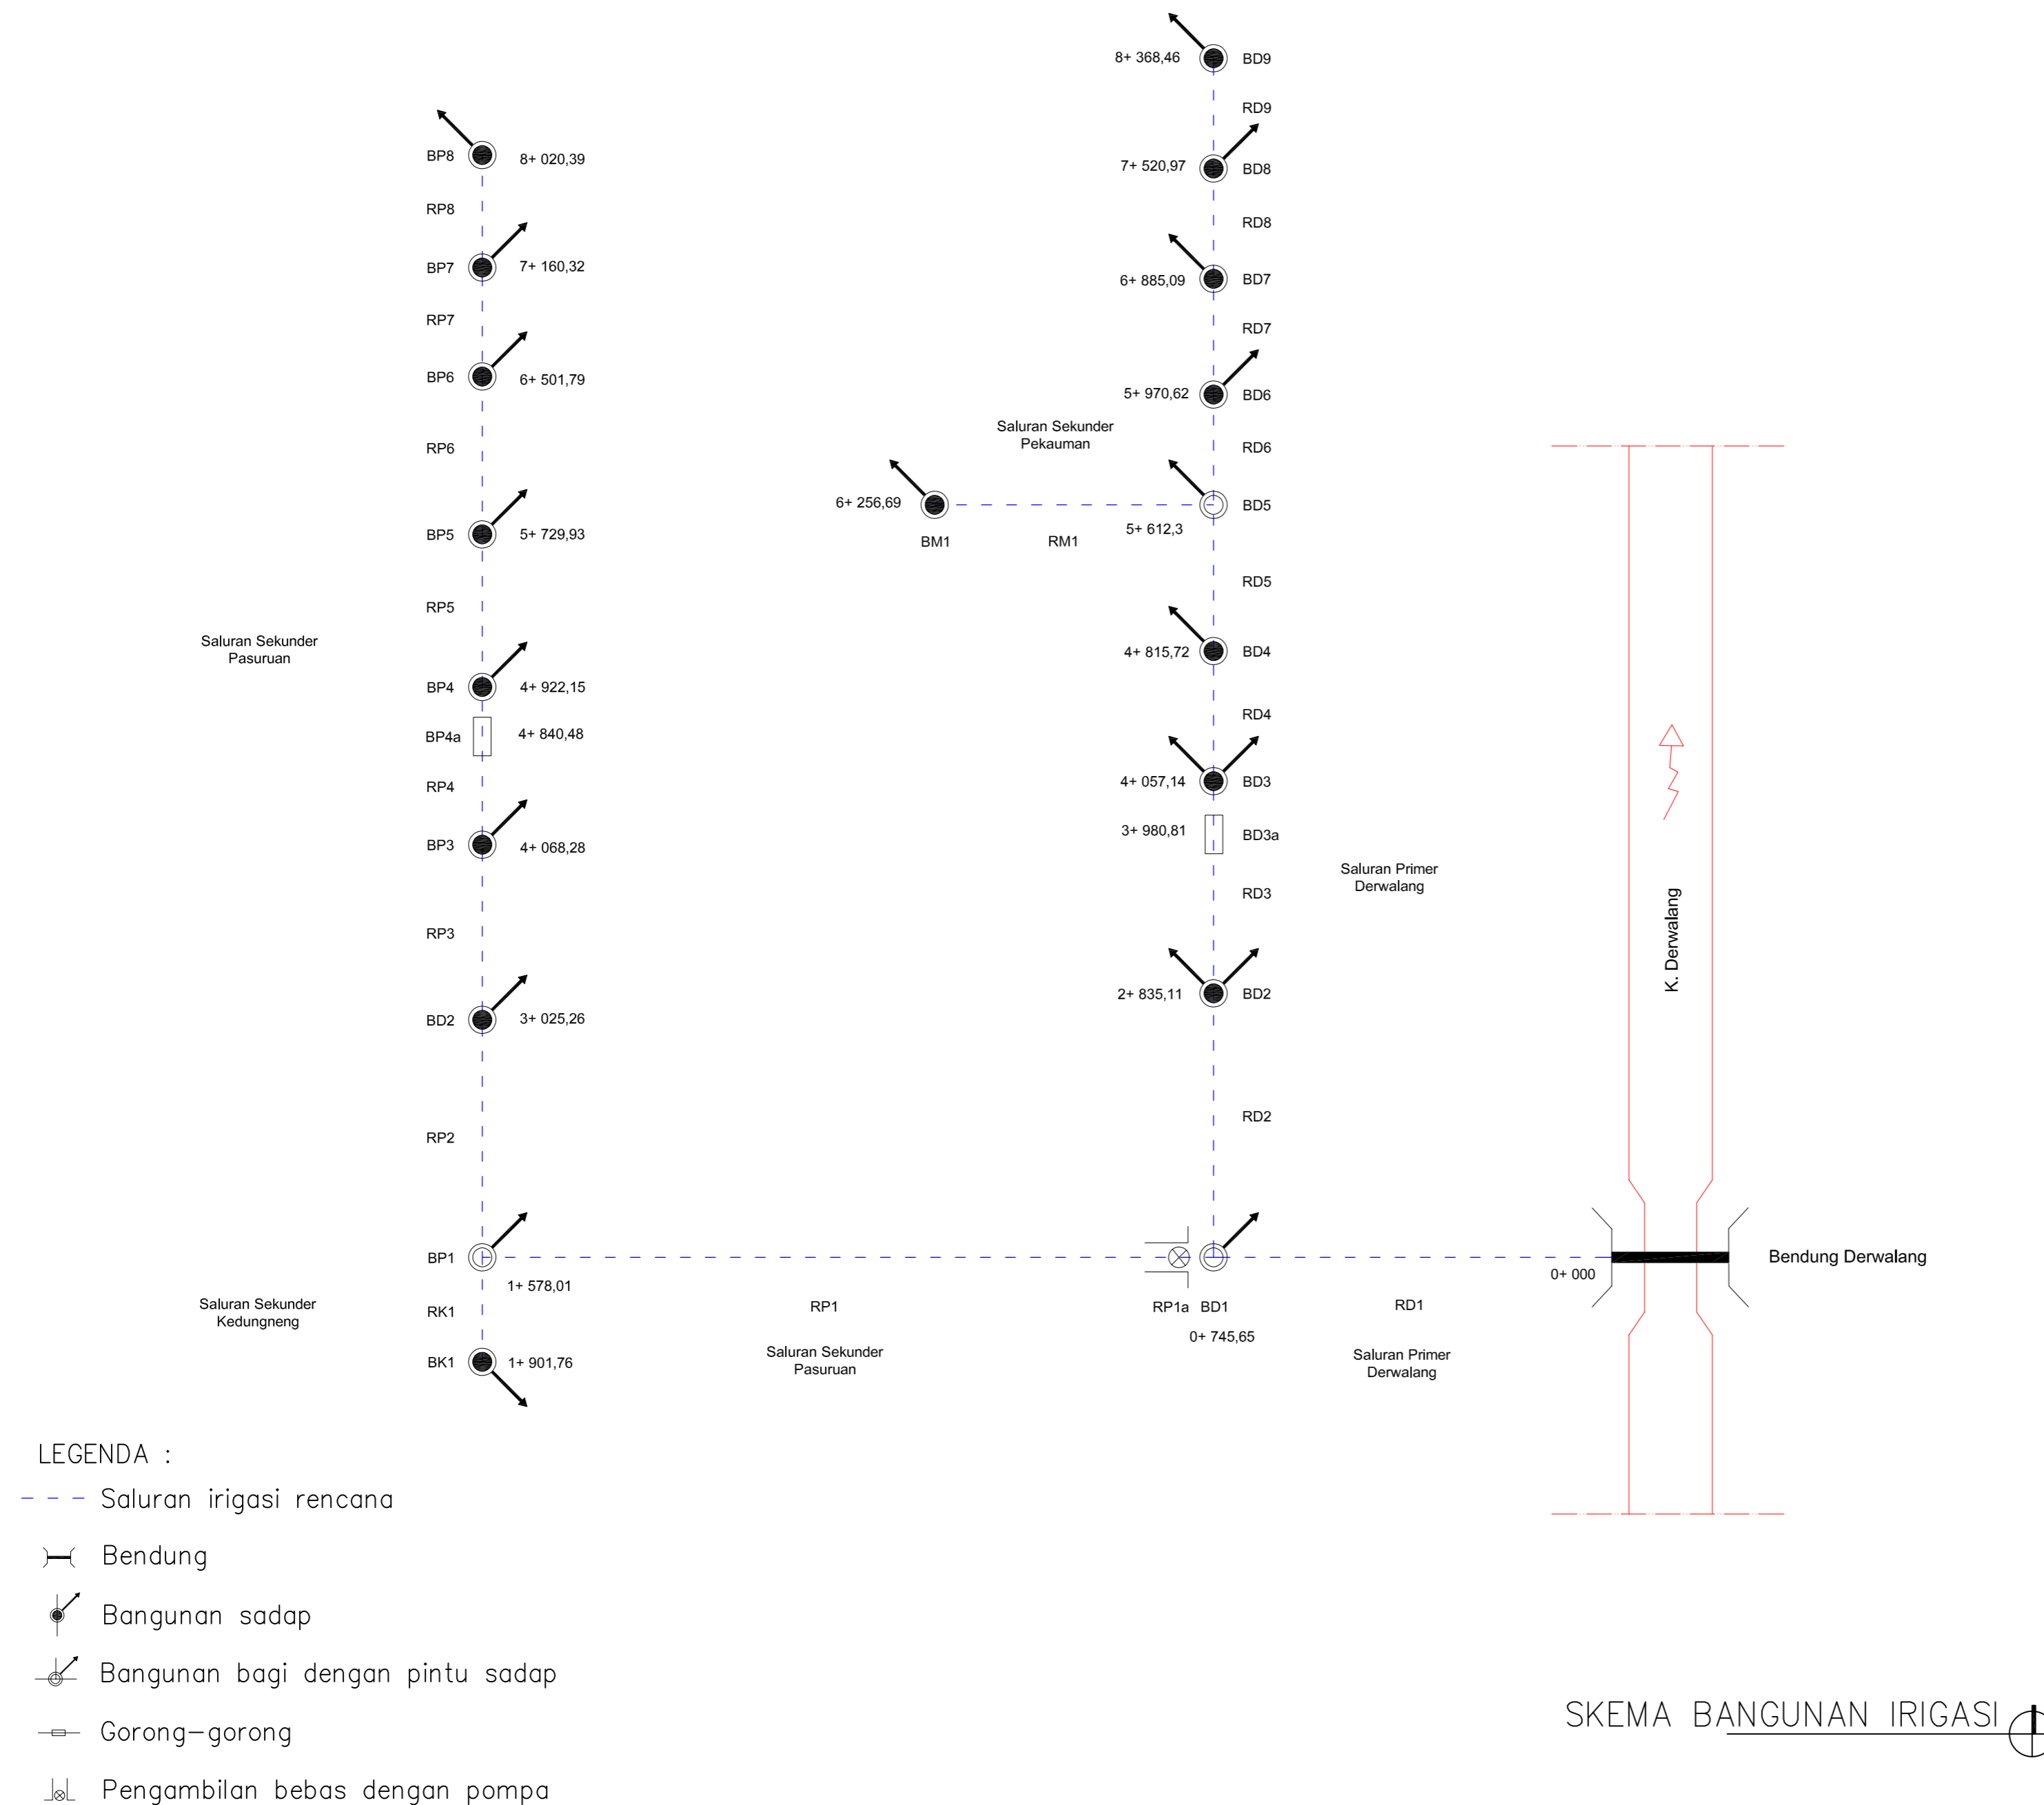 8+ 368,46
BD9
RD9
7+ 520,97
BD8
RD8
6+ 885,09
BD7
RD7
5+ 970,62
BD6
RD6
Saluran Sekunder
Pekauman
6+ 256,69
BM1
RM1
5+ 612,3
BD5
RD5
4+ 815,72
BD4
RD4
4+ 057,14
BD3
3+ 980,81
BD3a
RD3
Saluran Primer
Derwalang
2+ 835,11
BD2
RD2
BP8
8+ 020,39
RP8
BP7
7+ 160,32
RP7
BP6
6+ 501,79
RP6
BP5
5+ 729,93
RP5
Saluran Sekunder
Pasuruan
BP4
4+ 922,15
BP4a
4+ 840,48
RP4
BP3
4+ 068,28
RP3
BD2
3+ 025,26
RP2
BP1
1+ 578,01
Saluran Sekunder
Kedungneng
RK1
BK1
1+ 901,76
RP1
Saluran Sekunder
Pasuruan
RP1a
BD1
0+ 745,65
RD1
Saluran Primer
Derwalang
0+ 000
K. Derwalang
Bendung Derwalang
LEGENDA :
Saluran irigasi rencana
Bendung
Bangunan sadap
Bangunan bagi dengan pintu sadap
Gorong-gorong
Pengambilan bebas dengan pompa
SKEMA BANGUNAN IRIGASI